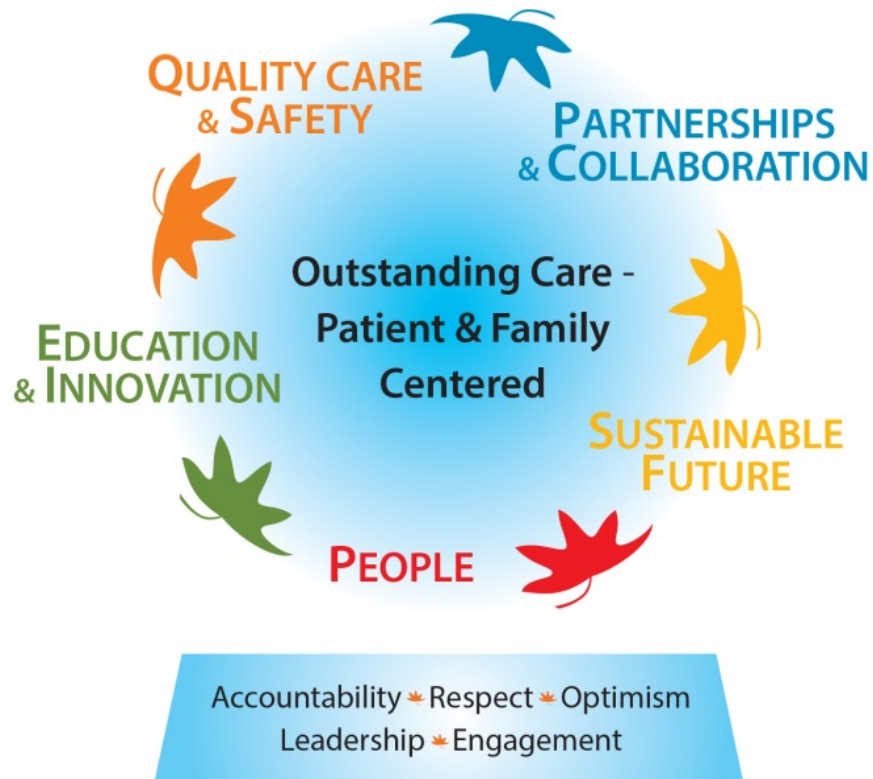 QUALITY CARE
& SAFETY
PARTNERSHIPS
& COLLABORATION
Outstanding Care -
Patient & Family
Centered
EDUCATION
& INNOVATION
SUSTAINABLE
FUTURE
PEOPLE
Accountability Respect Optimism
Leadership Engagement